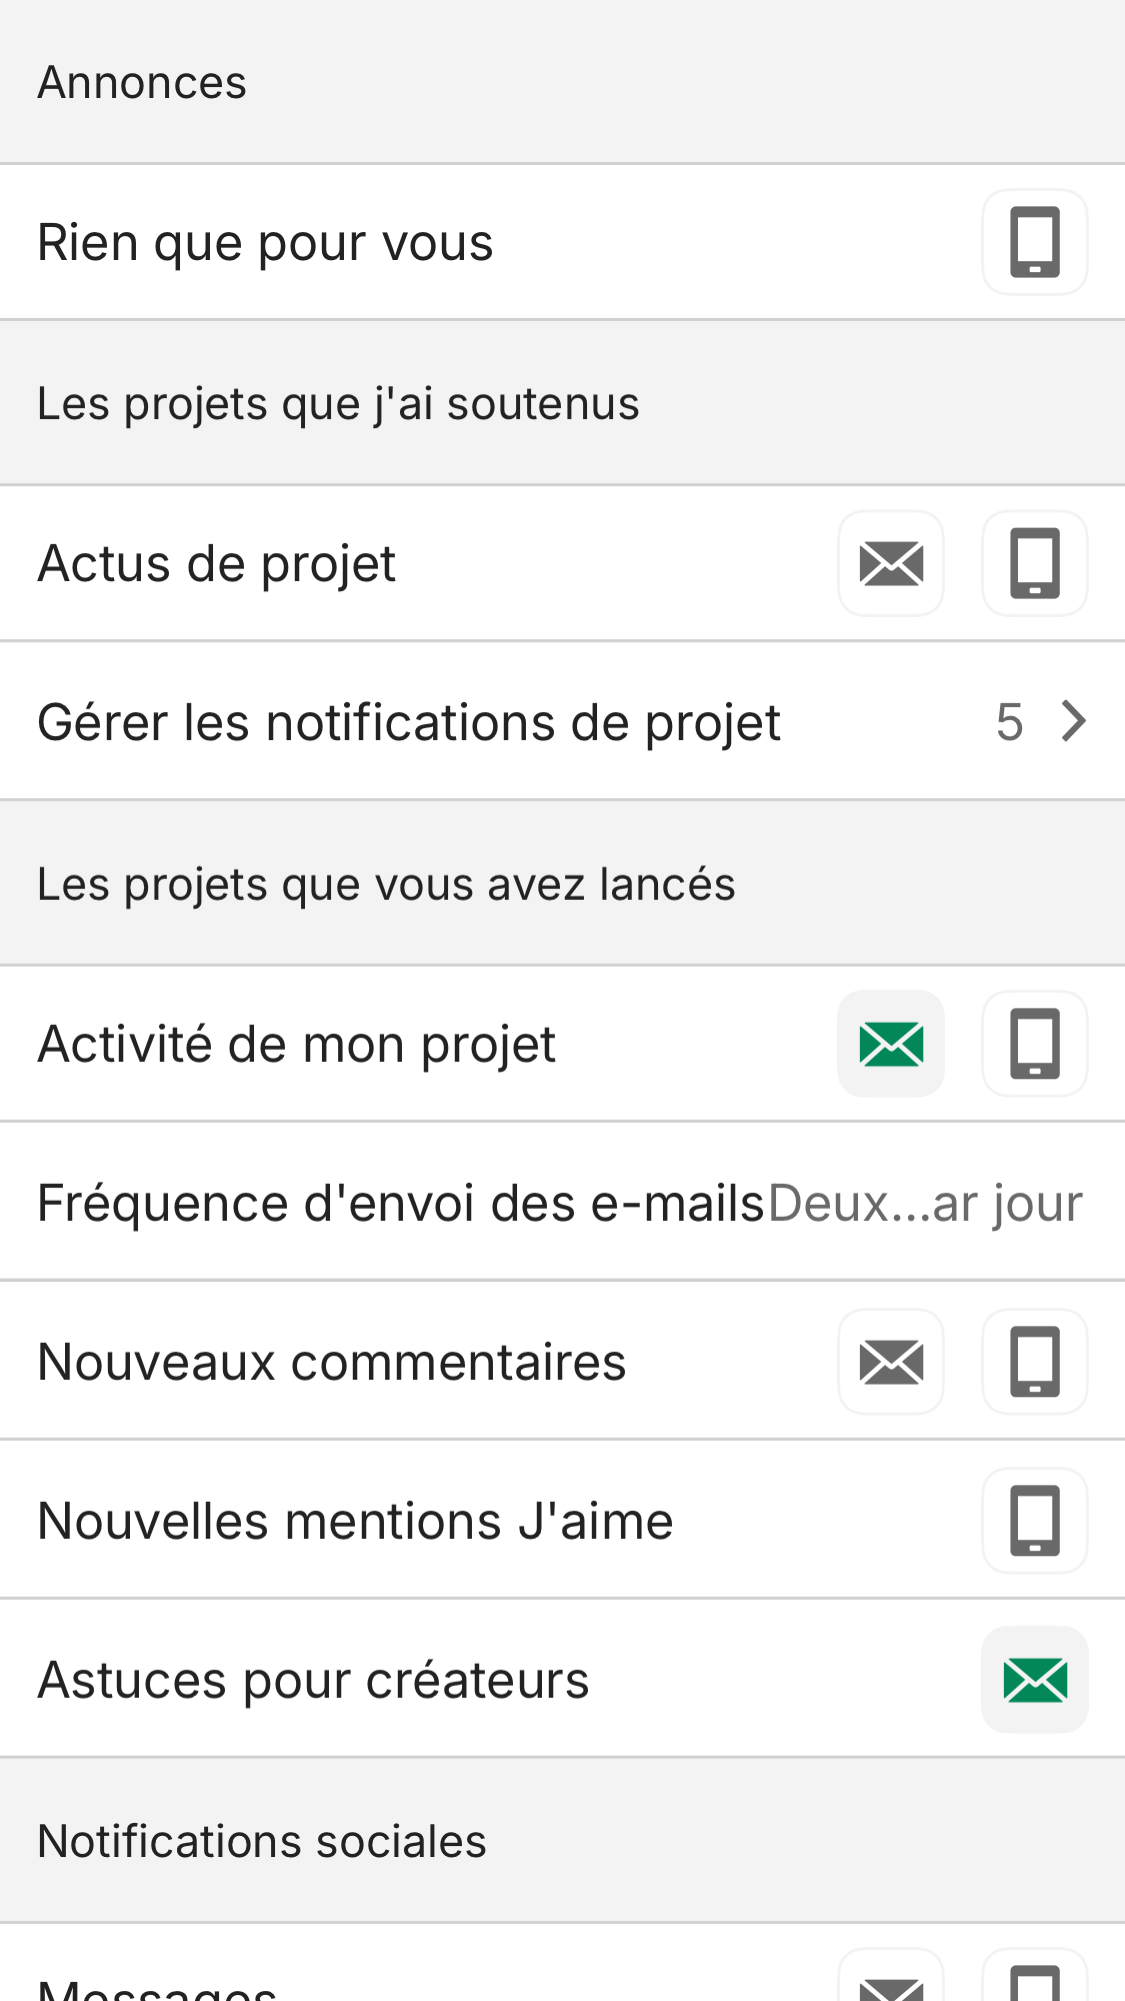 Annonces
Rien que pour vous
Les projets que j'ai soutenus
Actus de projet
Gérer les notifications de projet 5
Les projets que vous avez lancés
Activité de mon projet
Fréquence d'envoi des e-mails Deux...ar jour
Nouveaux commentaires
Nouvelles mentions J'aime
Astuces pour créateurs
Notifications sociales
Messages